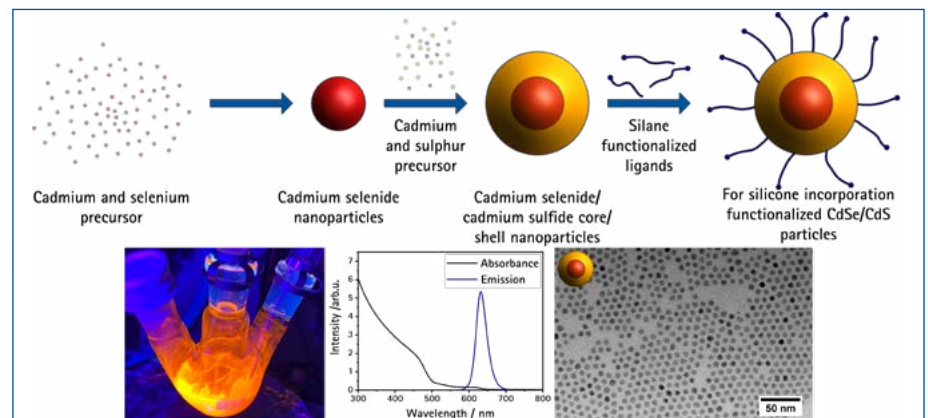 Cadmium and selenium
precursor
Cadmium selenide
nanoparticles
Cadmium
and sulphur
precursor
Cadmium selenide/
cadmium sulfide core/
shell nanoparticles
Silane
functionalized
ligands
For silicone incorporation
functionalized CdSe/CdS
particles
Absorbance
Emission
Intensity /arb.u.
7
6
5
4
3
2
1
0
300 400 500 600 700 800
Wavelength / nm
50 nm